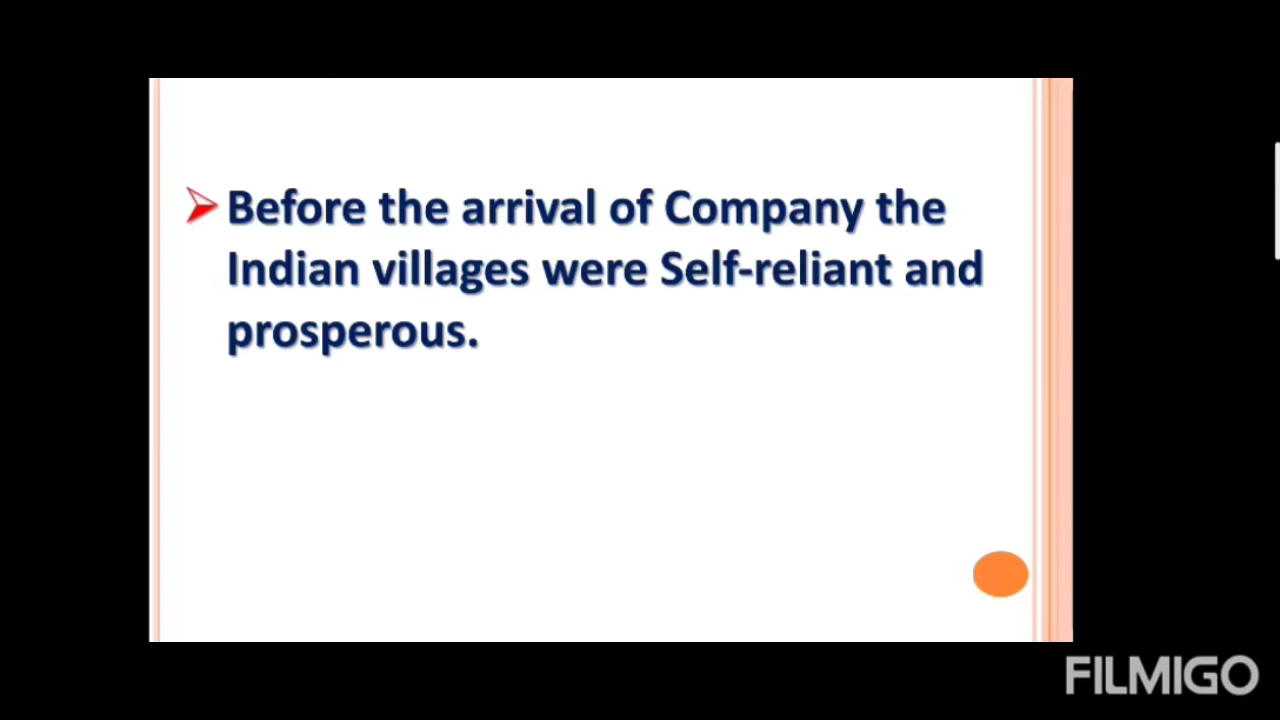 Before the arrival of Company the
Indian villages were Self-reliant and
prosperous.
FILMIGO